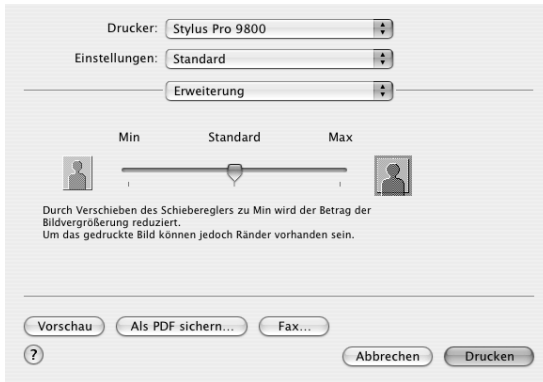 Drucker: Stylus Pro 9800
Einstellungen: Standard
Erweiterung
Min Standard Max
Durch Verschieben des Schiebereglers zu Min wird der Betrag der
Bildvergrößerung reduziert.
Um das gedruckte Bild können jedoch Ränder vorhanden sein.
Vorschau Als PDF sichern... Fax...
? Abbrechen Drucken